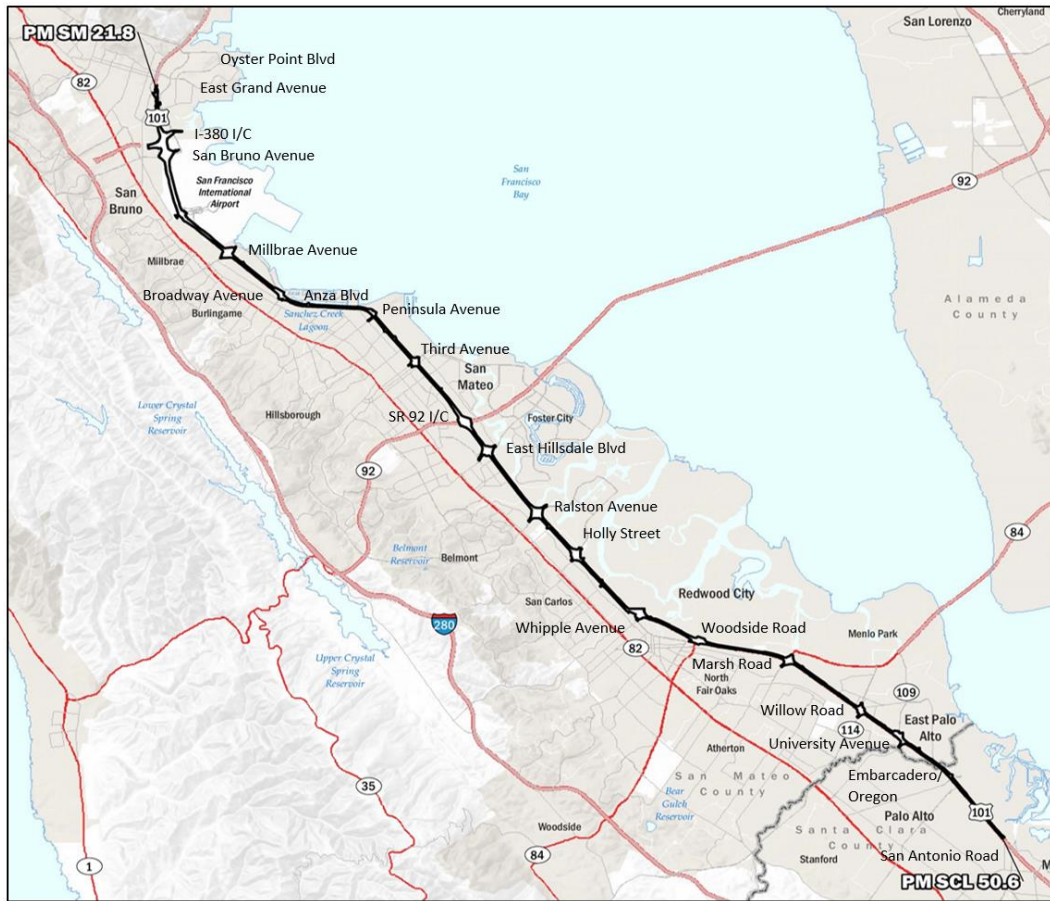 Cherryland
San Lorenzo
PM SM 21.8
Oyster Point Blvd
82
East Grand Avenue
101
I-380 I/C
San Bruno Avenue
San Francisco
International
Airport
San
Francisco
Bay
92
San
Bruno
Millbrae Avenue
Millbrae
Broadway Avenue
Anza Blvd
Burlingame
Sanchez Creek
Lagoon
Peninsula Avenue
Alameda
County
Third Avenue
San
Mateo
Lower Crystal
Spring
Reservoir
Hillsborough
SR 92 I/C
Foster City
East Hillsdale Blvd
92
Ralston Avenue
84
Holly Street
Belmont
Reservoir
Belmont
San Carlos
Redwood City
280
Whipple Avenue
Woodside Road
Menlo Park
82
Upper Crystal
Spring
Reservoir
Marsh Road
North
Fair Oaks
109
Willow Road
East Palo
Alto
114
University Avenue
Atherton
San Mateo
County
Embarcadero/
Oregon
35
Bear
Gulch
Reservoir
Palo Alto
101
Woodside
Santa Clara
County
84
Stanford
San Antonio Road
1
M
PM SCL 50.6